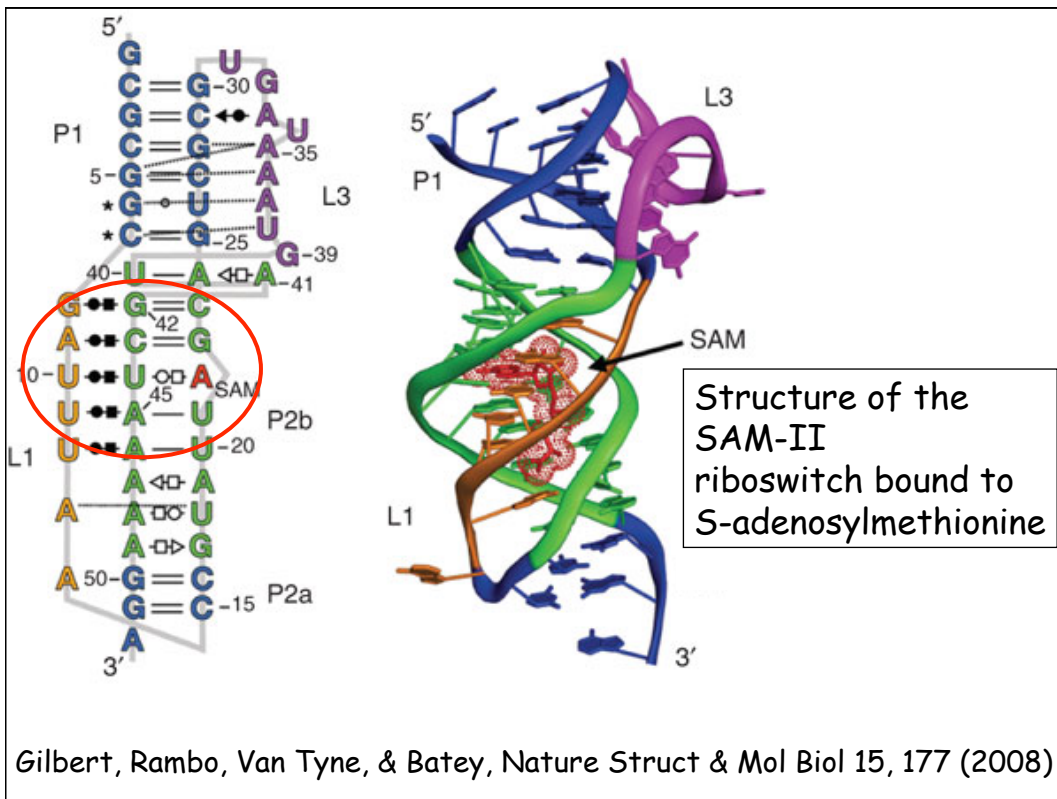 5′
G
U
C G -30 G
G C A
P1 C G A U
5- G C A -35
* G U A L3
* C G U
-25 G -39
40- U A A -41
G G C
42
A C G
10- U U A SAM
45
U A U P2b
L1 U A U -20
A A
A A U
A G
A 50- G C P2a
G C -15
A
3′
5′
L3
P1
SAM
L1
3′
Structure of the
SAM-II
riboswitch bound to
S-adenosylmethionine
Gilbert, Rambo, Van Tyne, & Batey, Nature Struct & Mol Biol 15, 177 (2008)